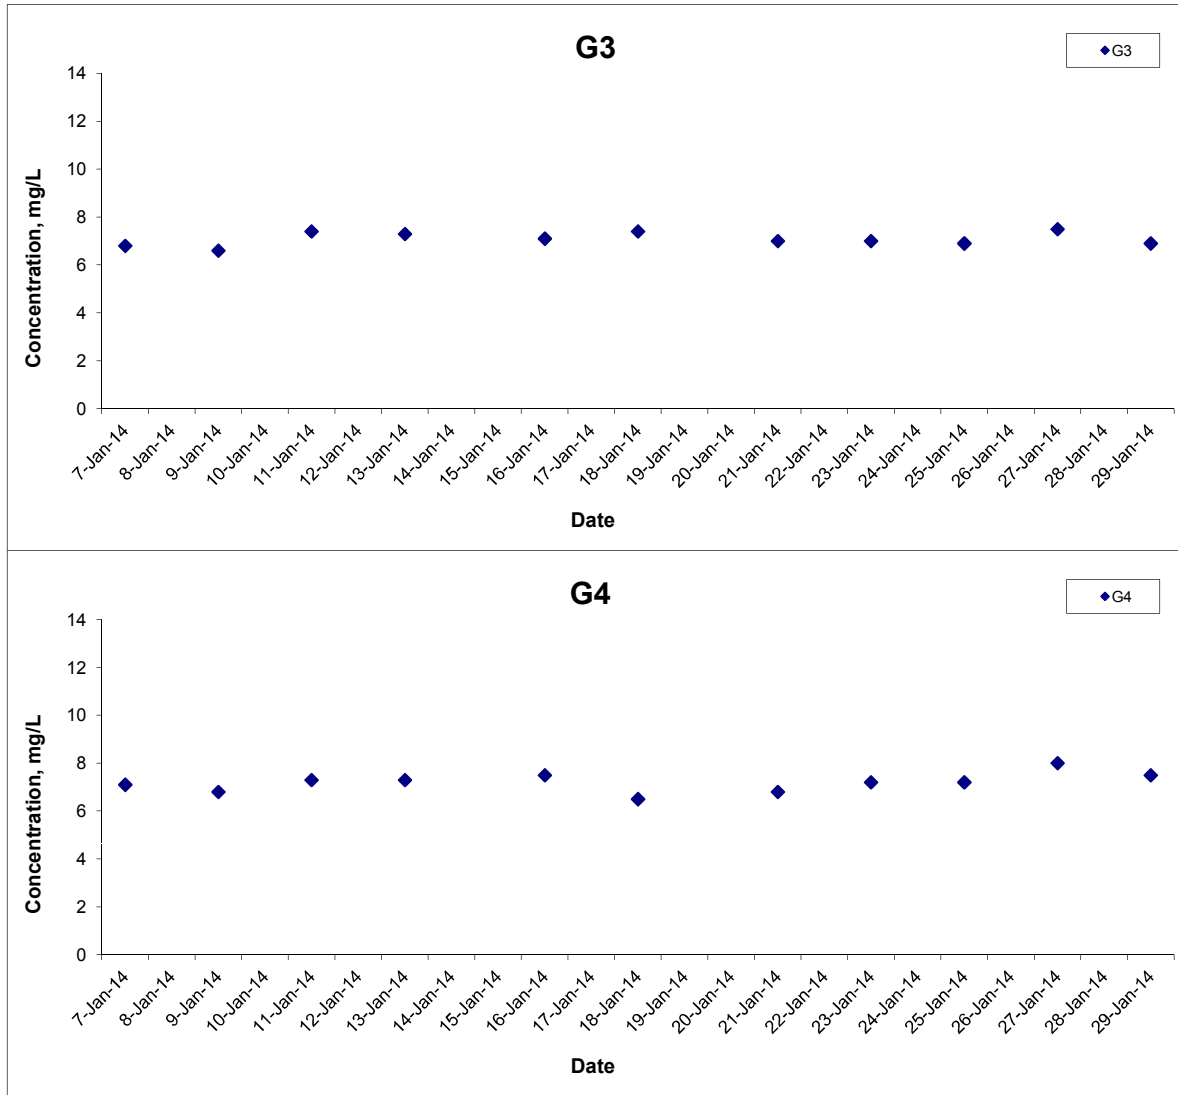 G3
G3
14
12
10
8
6
4
2
0
Concentration, mg/L
7-Jan-14
8-Jan-14
9-Jan-14
10-Jan-14
11-Jan-14
12-Jan-14
13-Jan-14
14-Jan-14
15-Jan-14
16-Jan-14
17-Jan-14
18-Jan-14
19-Jan-14
20-Jan-14
21-Jan-14
22-Jan-14
23-Jan-14
24-Jan-14
25-Jan-14
26-Jan-14
27-Jan-14
28-Jan-14
29-Jan-14
Date
G4
G4
14
12
10
8
6
4
2
0
Concentration, mg/L
7-Jan-14
8-Jan-14
9-Jan-14
10-Jan-14
11-Jan-14
12-Jan-14
13-Jan-14
14-Jan-14
15-Jan-14
16-Jan-14
17-Jan-14
18-Jan-14
19-Jan-14
20-Jan-14
21-Jan-14
22-Jan-14
23-Jan-14
24-Jan-14
25-Jan-14
26-Jan-14
27-Jan-14
28-Jan-14
29-Jan-14
Date